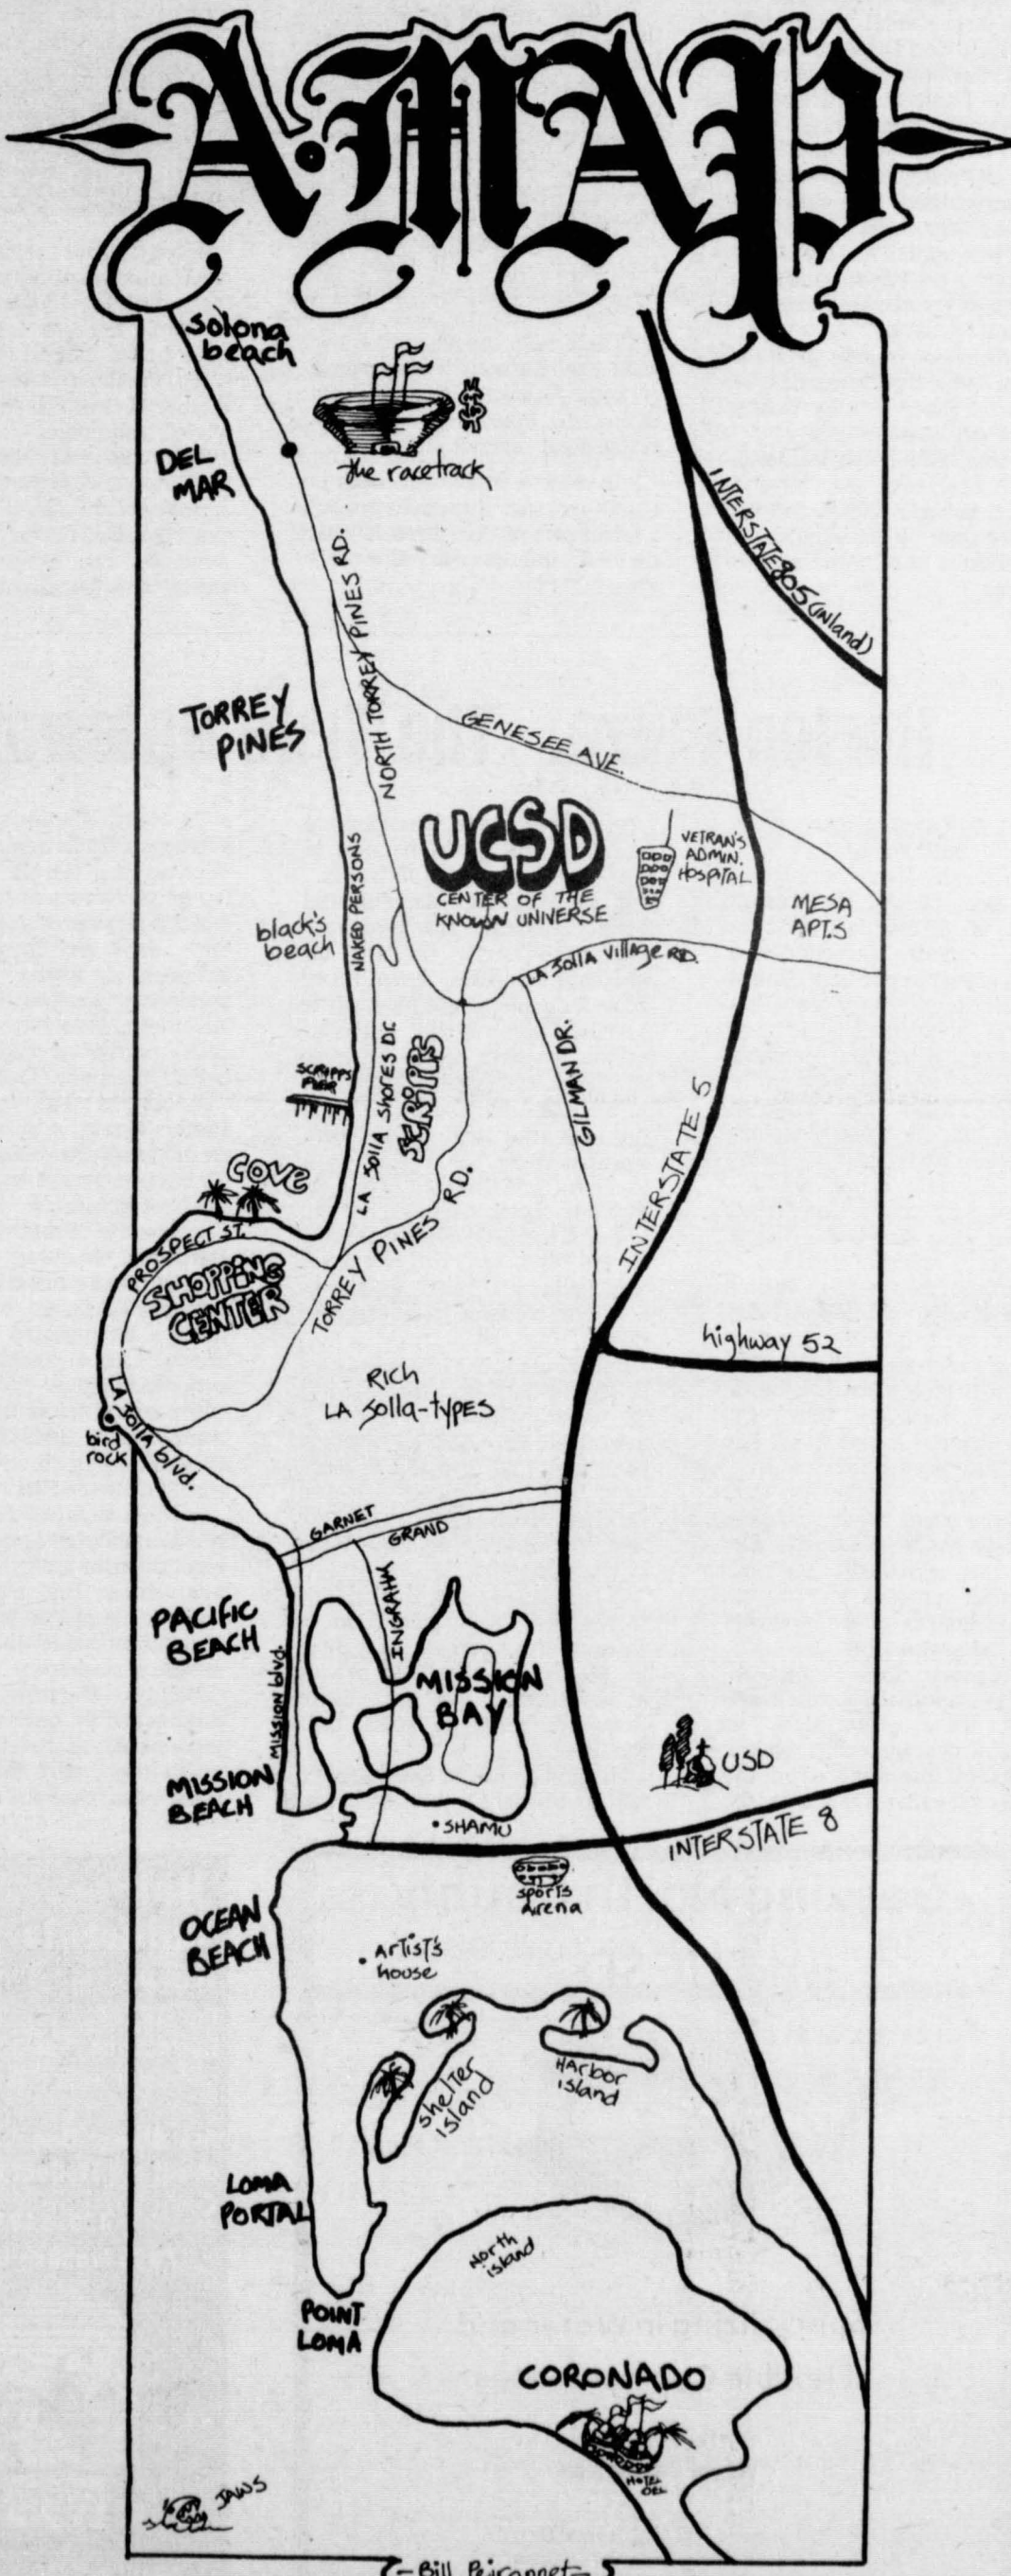 A.MAP
Solona
beach
DEL
MAR
$
the racetrack
INTERSTATE 805 (inland)
NORTH TORREY PINES RD.
TORREY
PINES
GENESEE AVE.
UCSD
CENTER OF THE
KNOWN UNIVERSE
VETRAN'S
ADMIN.
HOSPITAL
MESA
APT.S
NAKED PERSONS
black's
beach
LA Jolla Village RD.
SCRIPPS
PIER
LA Jolla Shores Dr.
SCRIPPS
GILMAN DR.
INTERSTATE 5
COVE
PROSPECT ST.
SHOPPING
CENTER
TORREY PINES RD.
highway 52
Rich
LA Jolla-types
LA Jolla blvd.
bird
rock
GARNET
GRAND
INGRAHM
PACIFIC
BEACH
MISSION blvd.
MISSION
BAY
MISSION
BEACH
USD
SHAMU
INTERSTATE 8
sports
arena
OCEAN
BEACH
ARTIST'S
house
shelter
island
HArbor
island
LOMA
PORTAL
North
island
POINT
LOMA
CORONADO
HOTEL
DEL
JAWS
-Bill Peironnet-